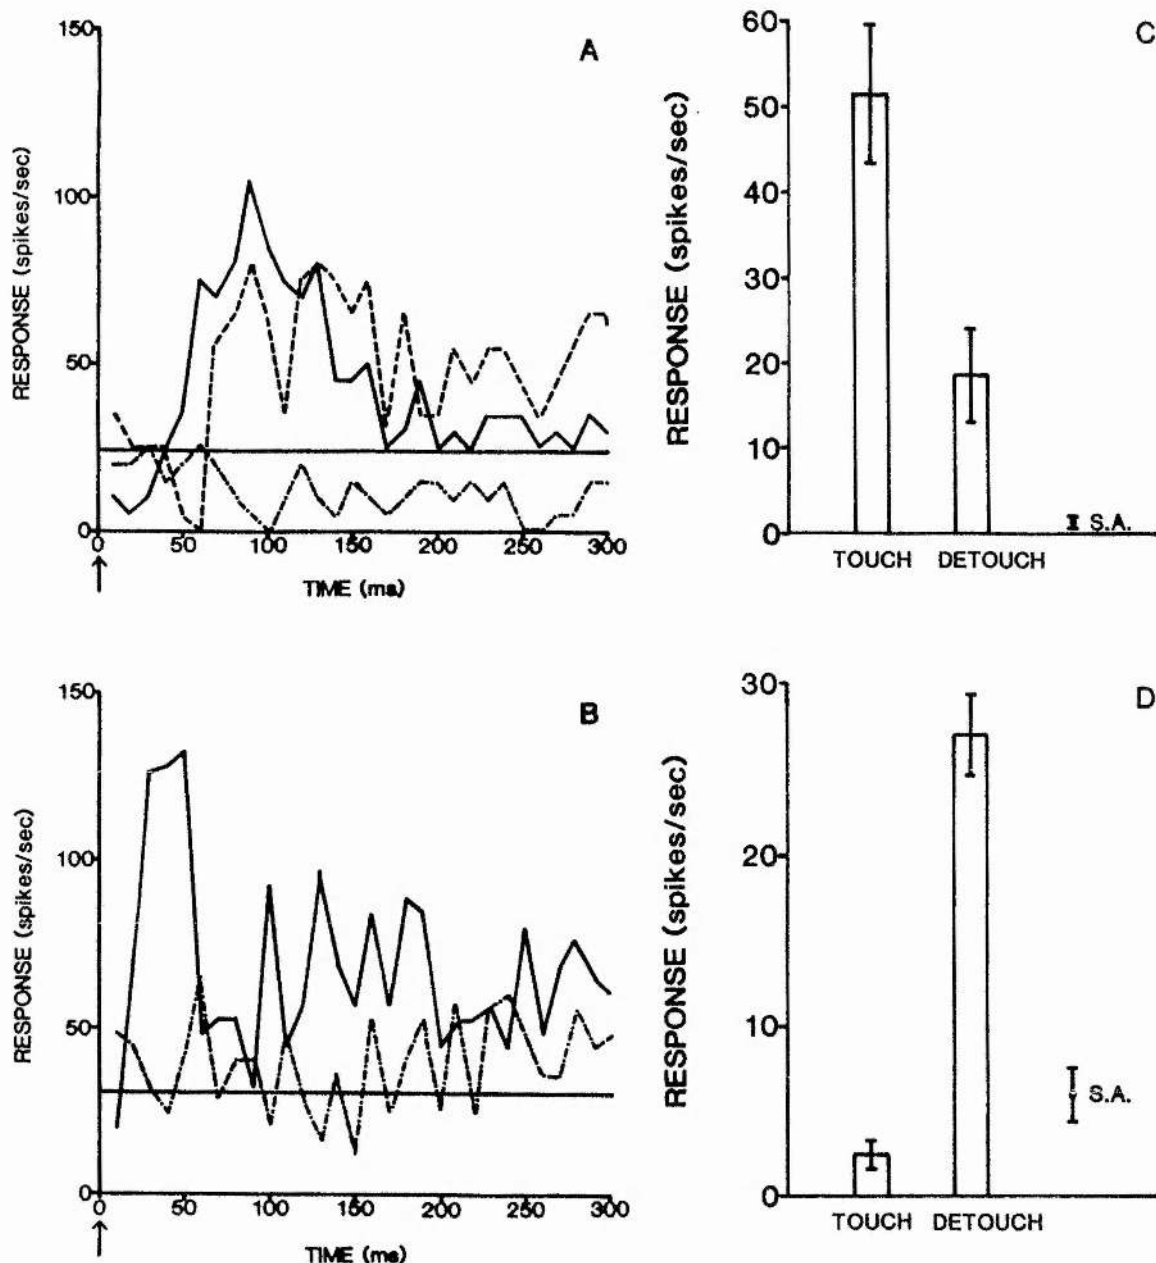 A
RESPONSE (spikes/sec)
150
100
50
0
0 50 100 150 200 250 300
TIME (ms)
C
RESPONSE (spikes/sec)
60
50
40
30
20
10
0
S.A.
TOUCH DETOUCH
B
RESPONSE (spikes/sec)
150
100
50
0
0 50 100 150 200 250 300
TIME (ms)
D
RESPONSE (spikes/sec)
30
20
10
0
S.A.
TOUCH DETOUCH